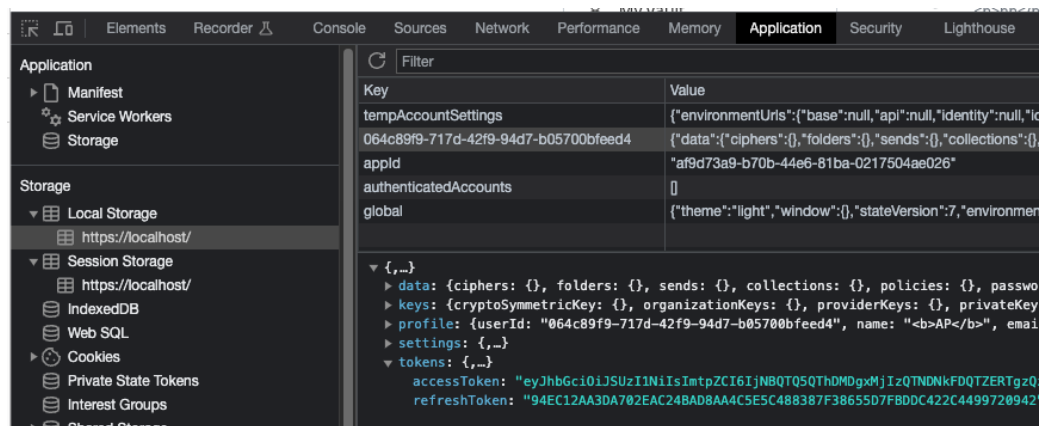 My vault
Elements Recorder Console Sources Network Performance Memory Application Security Lighthouse
Application
Manifest
Service Workers
Storage
Storage
Local Storage
https://localhost/
Session Storage
https://localhost/
IndexedDB
Web SQL
Cookies
Private State Tokens
Interest Groups
Shared Storage
Filter
Key Value
tempAccountSettings {"environmentUrls":{"base":null,"api":null,"identity":null,"ic
064c89f9-717d-42f9-94d7-b05700bfeed4 {"data":{"ciphers":{},"folders":{},"sends":{},"collections":{},
appId "af9d73a9-b70b-44e6-81ba-0217504ae026"
authenticatedAccounts []
global {"theme":"light","window":{},"stateVersion":7,"environmen
{,…}
data: {ciphers: {}, folders: {}, sends: {}, collections: {}, policies: {}, passwo
keys: {cryptoSymmetricKey: {}, organizationKeys: {}, providerKeys: {}, privateKey
profile: {userId: "064c89f9-717d-42f9-94d7-b05700bfeed4", name: "<b>AP</b>", emai
settings: {,…}
tokens: {,…}
accessToken: "eyJhbGciOiJSUzI1NiIsImtpZCI6IjNBQTQ5QThDMDgxMjIzQTNDNkFDQTZERTgzQz
refreshToken: "94EC12AA3DA702EAC24BAD8AA4C5E5C488387F38655D7FBDDC422C4499720942"